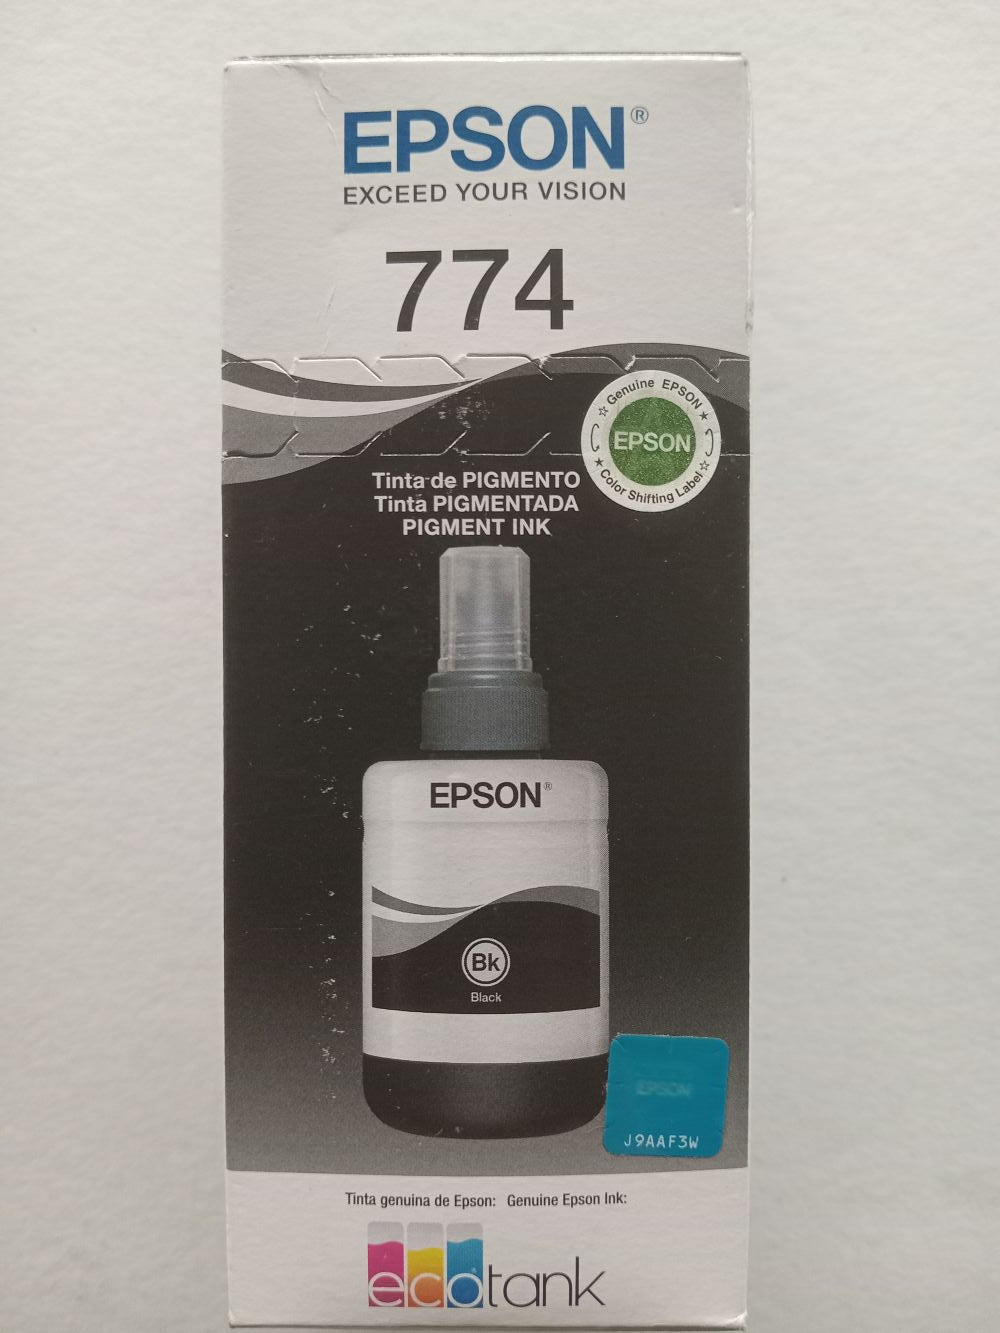 EPSON®
EXCEED YOUR VISION
774
Genuine EPSON
EPSON
Color Shifting Label
Tinta de PIGMENTO
Tinta PIGMENTADA
PIGMENT INK
EPSON®
Bk
Black
EPSON
J9AAF3W
Tinta genuina de Epson: Genuine Epson Ink:
ecotank